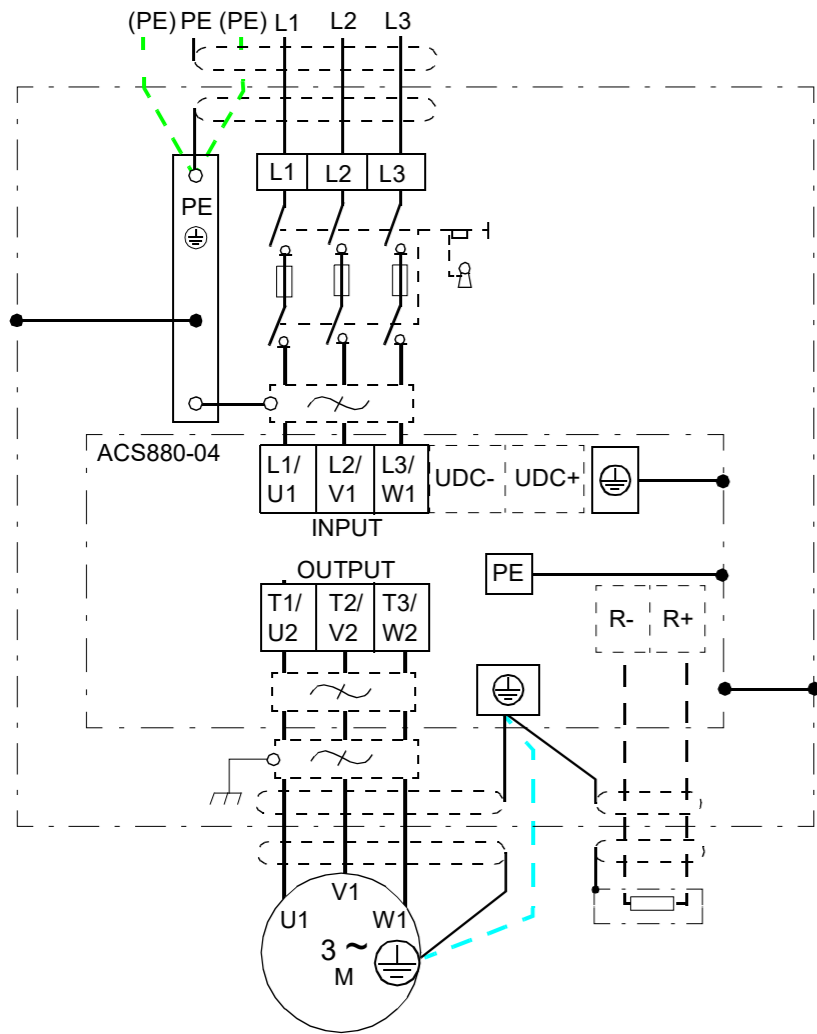 (PE) PE (PE) L1 L2 L3
L1 L2 L3
PE
ACS880-04
L1/ L2/ L3/
U1 V1 W1
UDC- UDC+
INPUT
OUTPUT
PE
T1/ T2/ T3/
U2 V2 W2
R- R+
V1
U1 W1
3 ~
M